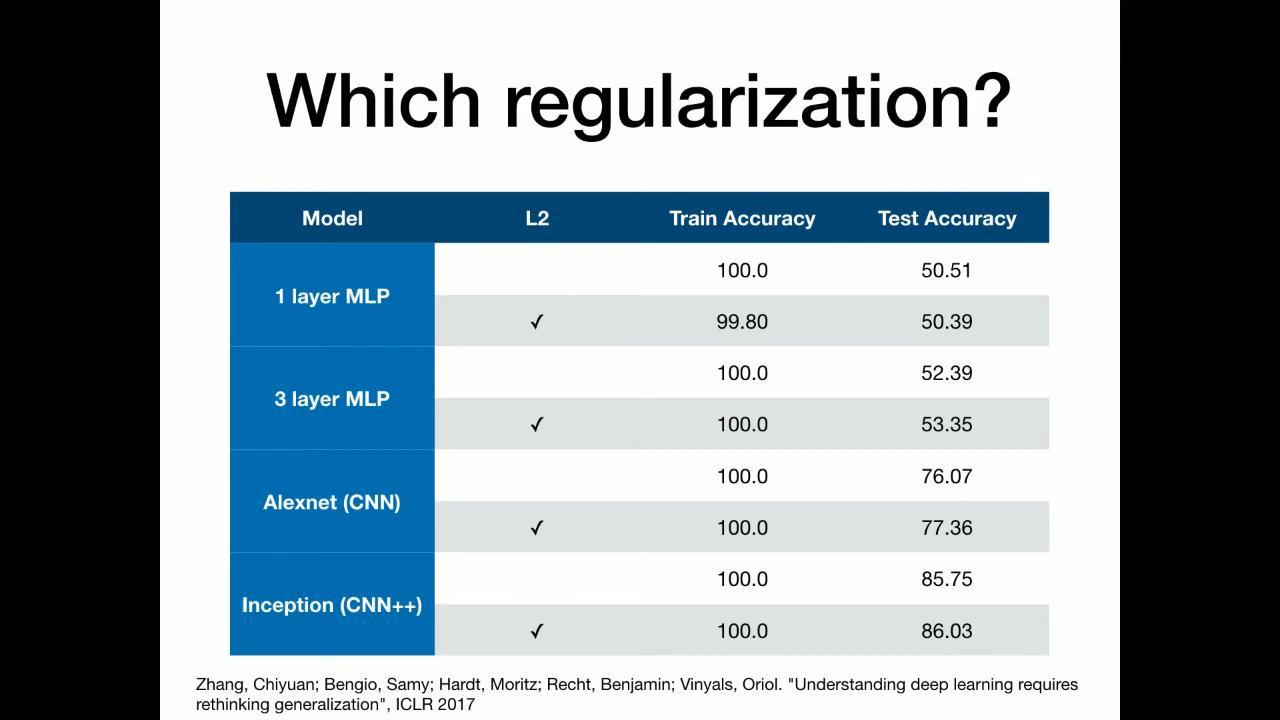 Which regularization?
Model L2 Train Accuracy Test Accuracy
1 layer MLP
100.0 50.51
✓ 99.80 50.39
3 layer MLP
100.0 52.39
✓ 100.0 53.35
Alexnet (CNN)
100.0 76.07
✓ 100.0 77.36
Inception (CNN++)
100.0 85.75
✓ 100.0 86.03
Zhang, Chiyuan; Bengio, Samy; Hardt, Moritz; Recht, Benjamin; Vinyals, Oriol. "Understanding deep learning requires
rethinking generalization", ICLR 2017